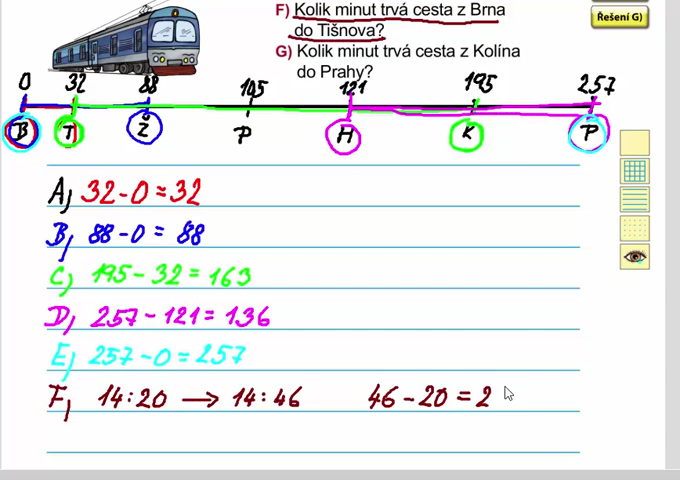 F) Kolik minut trvá cesta z Brna
do Tišnova?
Řešení G)
G) Kolik minut trvá cesta z Kolína
do Prahy?
0 32 88 105 121 195 257
B T Ž P H K P
A) 32 - 0 = 32
B) 88 - 0 = 88
C) 195 - 32 = 163
D) 257 - 121 = 136
E) 257 - 0 = 257
F) 14:20 → 14:46 46 - 20 = 2